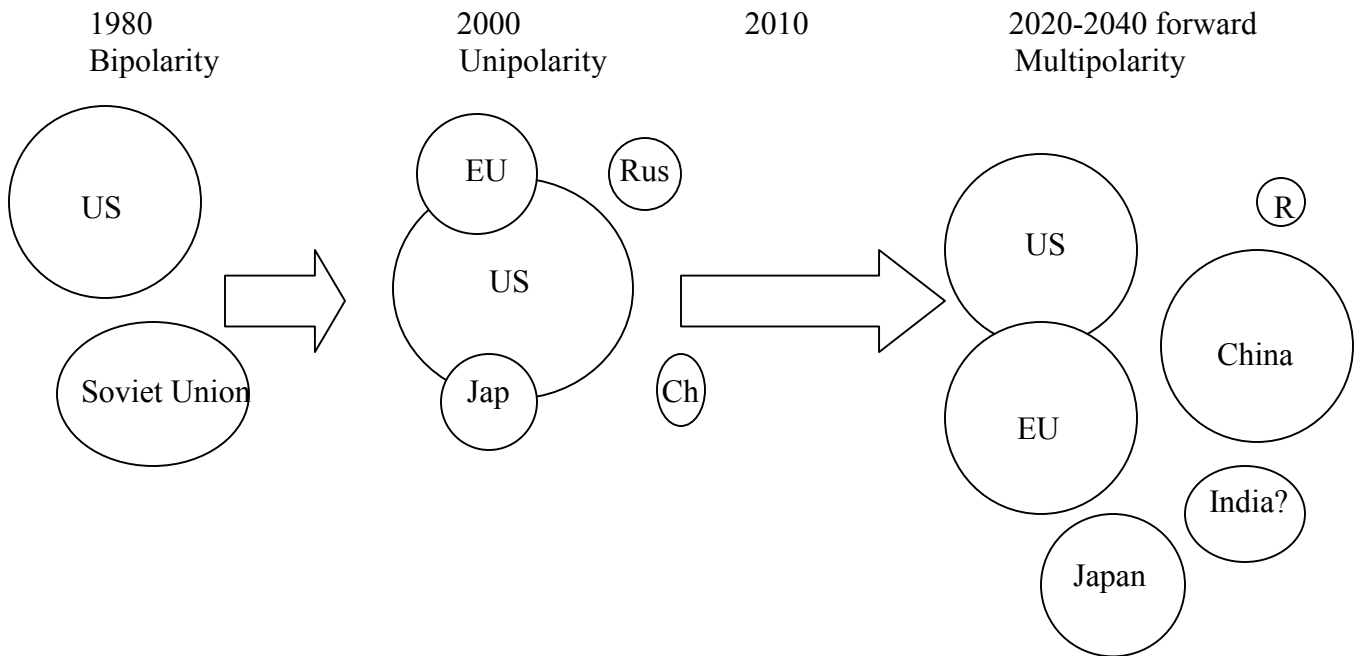 1980 2000 2010 2020-2040 forward
Bipolarity Unipolarity Multipolarity
US
Soviet Union
EU
Rus
US
Jap
Ch
US
R
China
EU
India?
Japan